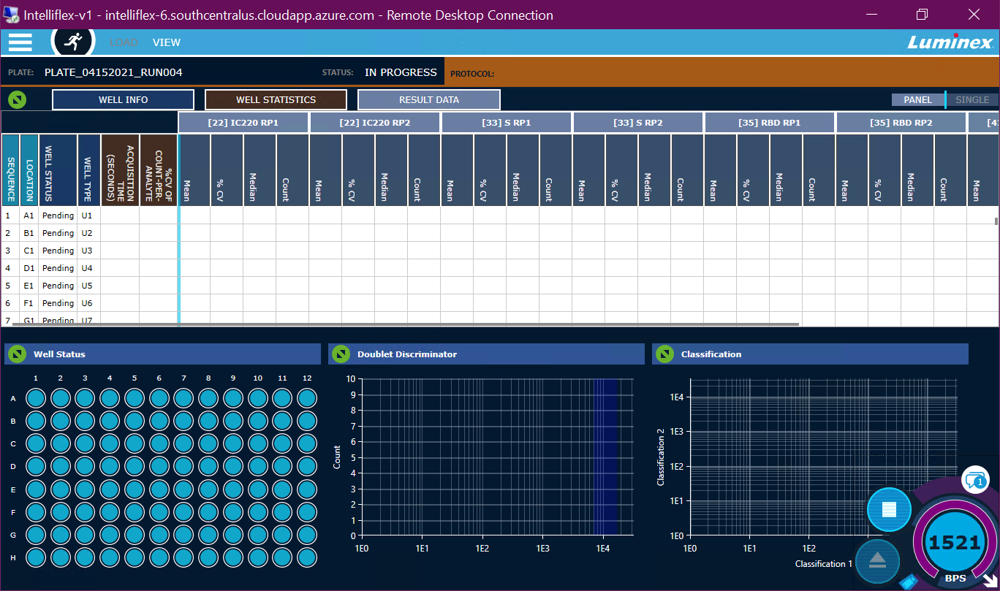 Intelliflex-v1 - intelliflex-6.southcentralus.cloudapp.azure.com - Remote Desktop Connection
LOAD VIEW Luminex
PLATE: PLATE_04152021_RUN004 STATUS: IN PROGRESS PROTOCOL:
WELL INFO WELL STATISTICS RESULT DATA PANEL SINGLE
[22] IC220 RP1 [22] IC220 RP2 [33] S RP1 [33] S RP2 [35] RBD RP1 [35] RBD RP2 [4
SEQUENCE LOCATION WELL STATUS WELL TYPE ACQUISITION TIME (SECONDS) %CV OF COUNT-PER-ANALYTE Mean % CV Median Count Mean % CV Median Count Mean % CV Median Count Mean % CV Median Count Mean % CV Median Count Mean % CV Median Count Mean
1 A1 Pending U1
2 B1 Pending U2
3 C1 Pending U3
4 D1 Pending U4
5 E1 Pending U5
6 F1 Pending U6
7 G1 Pending U7
Well Status
1 2 3 4 5 6 7 8 9 10 11 12
A
B
C
D
E
F
G
H
Doublet Discriminator
Count
10
9
8
7
6
5
4
3
2
1
0
1E0 1E1 1E2 1E3 1E4
Classification
Classification 2
1E4
1E3
1E2
1E1
1E0
1E0 1E1 1E2
Classification 1
1
1521
BPS